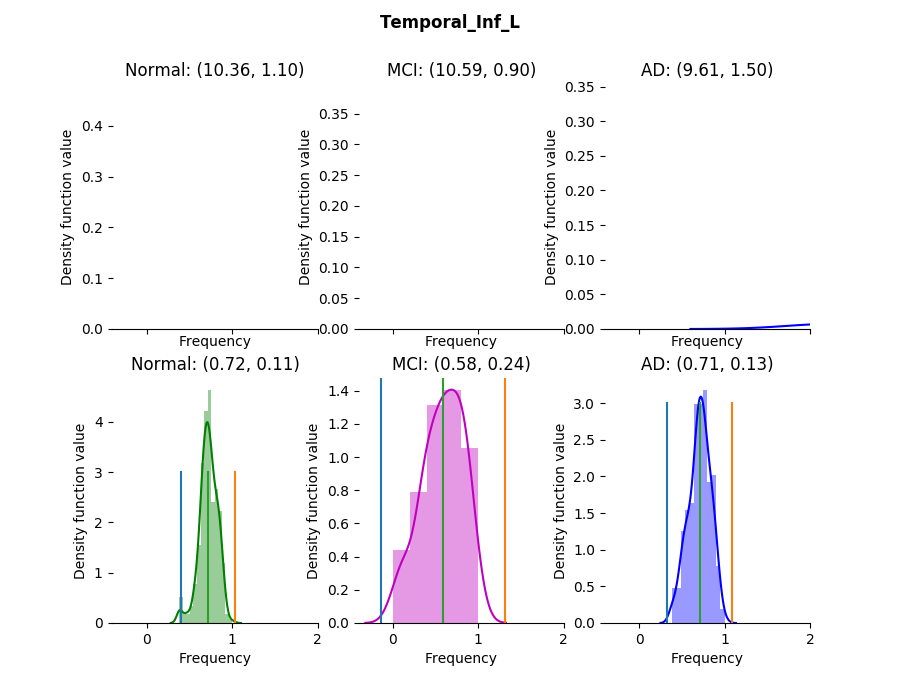 Temporal_Inf_L
Normal: (10.36, 1.10)
MCI: (10.59, 0.90)
AD: (9.61, 1.50)
Density function value
0.4
0.3
0.2
0.1
0.0
Frequency
Density function value
0.35
0.30
0.25
0.20
0.15
0.10
0.05
0.00
Frequency
Density function value
0.35
0.30
0.25
0.20
0.15
0.10
0.05
0.00
Frequency
Normal: (0.72, 0.11)
MCI: (0.58, 0.24)
AD: (0.71, 0.13)
Density function value
4
3
2
1
0
0 1 2
Frequency
Density function value
1.4
1.2
1.0
0.8
0.6
0.4
0.2
0.0
0 1 2
Frequency
Density function value
3.0
2.5
2.0
1.5
1.0
0.5
0.0
0 1 2
Frequency